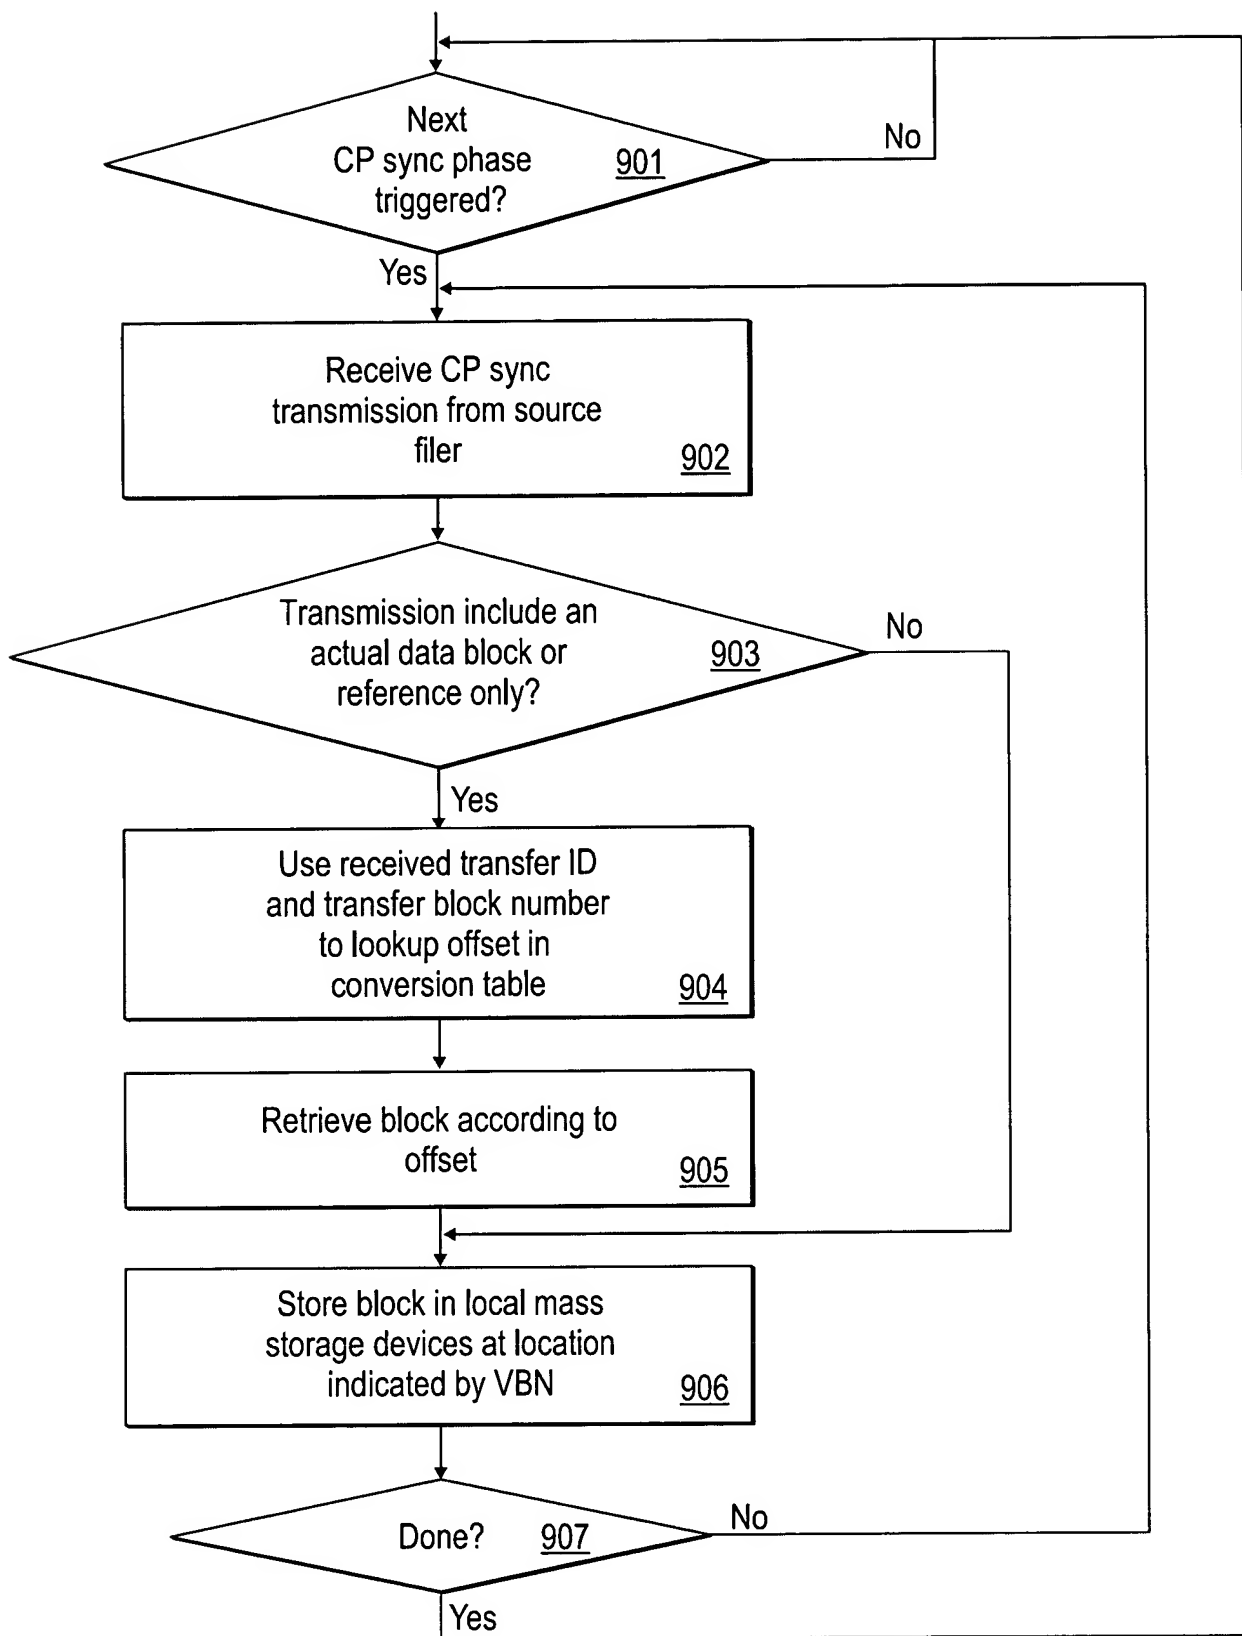 Next
CP sync phase
triggered?
901
No
Yes
Receive CP sync
transmission from source
filer
902
Transmission include an
actual data block or
reference only?
903
No
Yes
Use received transfer ID
and transfer block number
to lookup offset in
conversion table
904
Retrieve block according to
offset
905
Store block in local mass
storage devices at location
indicated by VBN
906
Done?
907
No
Yes